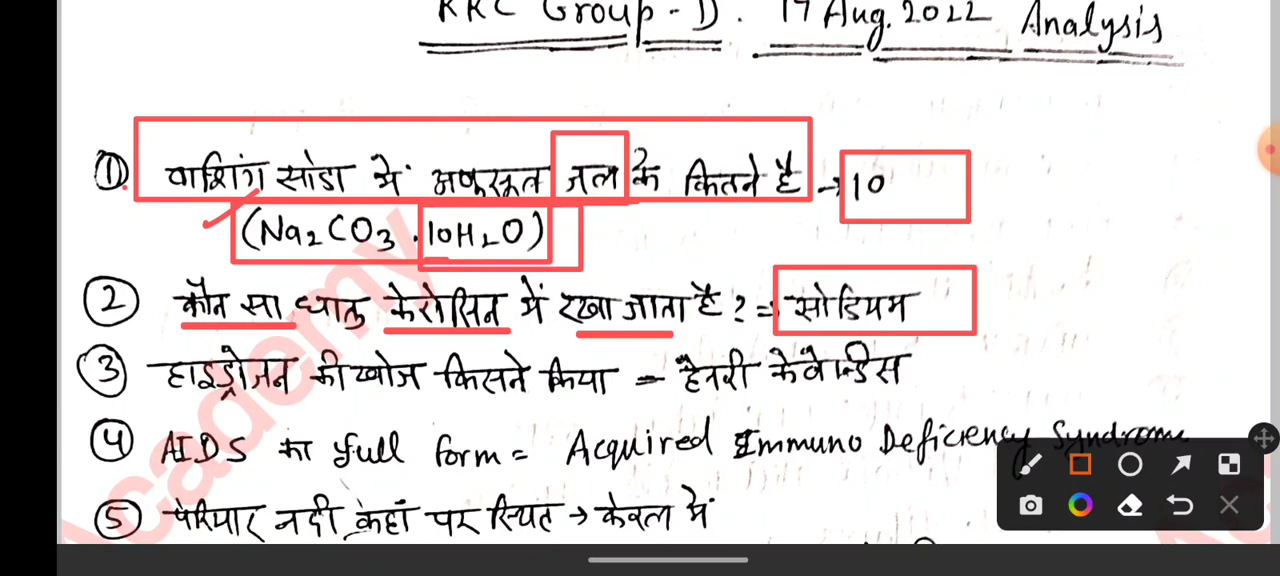 RRC Group-D. 17 Aug. 2022 Analysis
① वाशिंग सोडा में अणु जल के कितने है → 10
(Na₂CO₃ · 10H₂O)
② कौन सा धातु केरोसिन में रखा जाता है? = सोडियम
③ हाइड्रोजन की खोज किसने किया - हेनरी केवेन्डिस
④ AIDS का full form = Acquired Immuno Deficiency Syndrome
⑤ पेरियार नदी कहाँ पर स्थित → केरल में
Academy